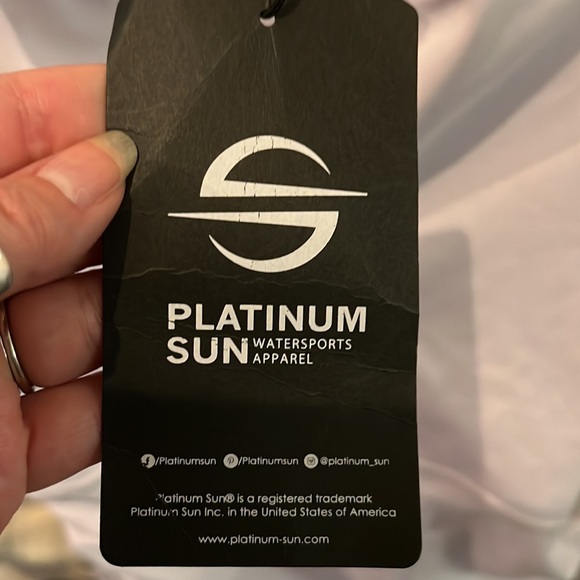 PLATINUM
SUN WATERSPORTS
APPAREL
/Platinumsun /Platinumsun @platinum_sun
Platinum Sun® is a registered trademark
Platinum Sun Inc. in the United States of America
www.platinum-sun.com